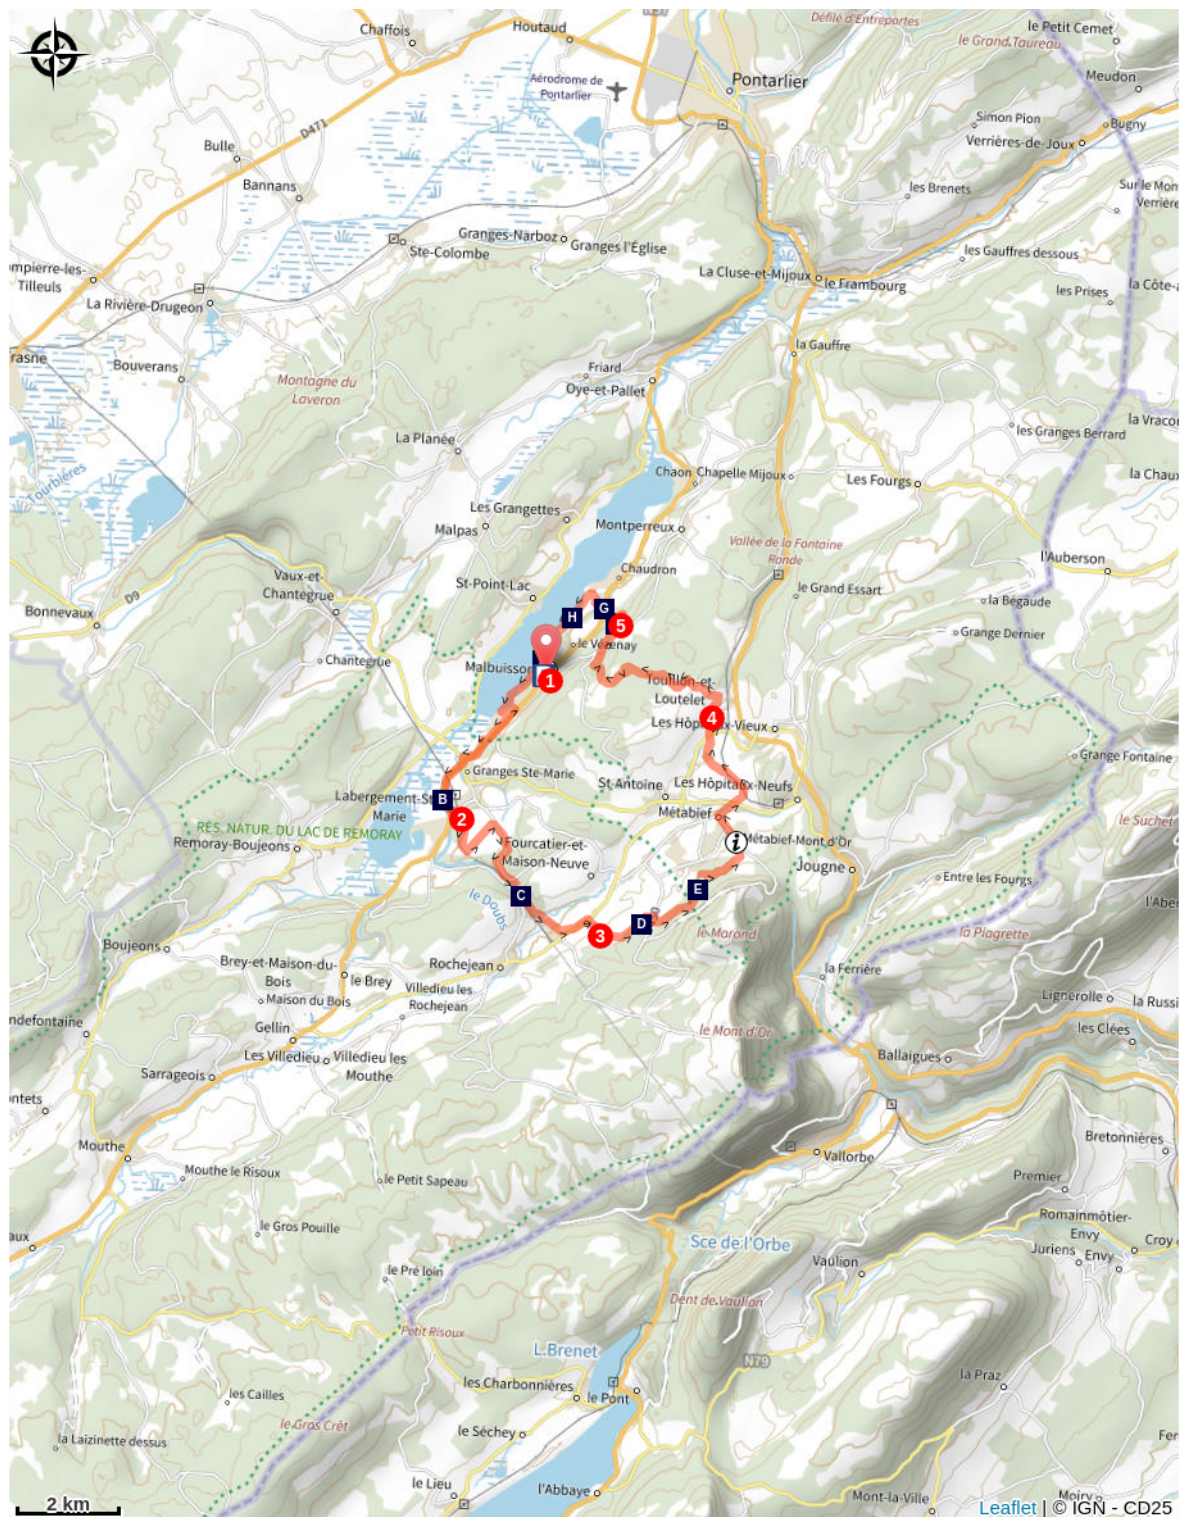 Chaffois
Houtaud
Défilé d'Entreportes
le Petit Cemet
le Grand Taureau
Aérodrome de
Pontarlier
Pontarlier
Meudon
D471
Simon Pion
Bugny
Bulle
Verrières-de-Joux
Bannans
les Brenets
Sur le Mon
Verrière
Granges-Narboz
Granges l'Église
Ste-Colombe
les Gauffres dessous
ompierre-les-
Tilleuls
La Cluse-et-Mijoux
le Frambourg
la Côte-a
les Prises
La Rivière-Drugeon
la Gauffre
rasne
Bouverans
Friard
Montagne du
Laveron
Oye-et-Pallet
la Vracon
les Granges Berrard
La Planée
Tourbières
Chaon
Chapelle Mijoux
Les Fourgs
la Chaux
Les Grangettes
Malpas
Montperreux
Vallée de la Fontaine
Ronde
l'Auberson
Chaudron
Vaux-et-
Chantegrue
St-Point-Lac
le Grand Essart
D9
Bonnevaux
la Bégaude
G
H
5
Grange Dernier
le Vézenay
Chantegrue
Malbuisson
1
Touillon-et-
Loutelet
4
Les Hôpitaux-Vieux
Grange Fontaine
Granges Ste-Marie
St-Antoine
Les Hôpitaux-Neufs
B
Labergement-Ste
Marie
2
Métabief
le Suchet
RÉS. NATUR. DU LAC DE REMORAY
Remoray-Boujeons
Fourcatier-et-
Maison-Neuve
i
Métabief-Mont d'Or
Jougne
Entre les Fourgs
C
E
le Doubs
D
l'Aber
3
le Morond
la Piagrette
Boujeons
Brey-et-Maison-du-
Bois
le Brey
Rochejean
la Ferrière
Maison du Bois
Villedieu les
Rochejean
Lignerolle
la Russi
ndefontaine
Gellin
le Mont d'Or
les Clées
Les Villedieu
Villedieu les
Mouthe
Ballaigues
Sarrageois
ntets
Mouthe
Bretonnières
Vallorbe
Mouthe le Risoux
le Petit Sapeau
Premier
le Gros Pouille
Romainmôtier-
Envy
aux
Sce de l'Orbe
Juriens
Envy
Croy
Vaulion
le Pré loin
Dent de Vaulion
Petit Risoux
L.Brenet
N79
les Charbonnières
le Pont
la Praz
les Cailles
le Gros Crêt
le Séchey
la Laizinette dessus
Fer
le Lieu
l'Abbaye
Mont-la-Ville
Moiry
2 km
Leaflet | © IGN - CD25